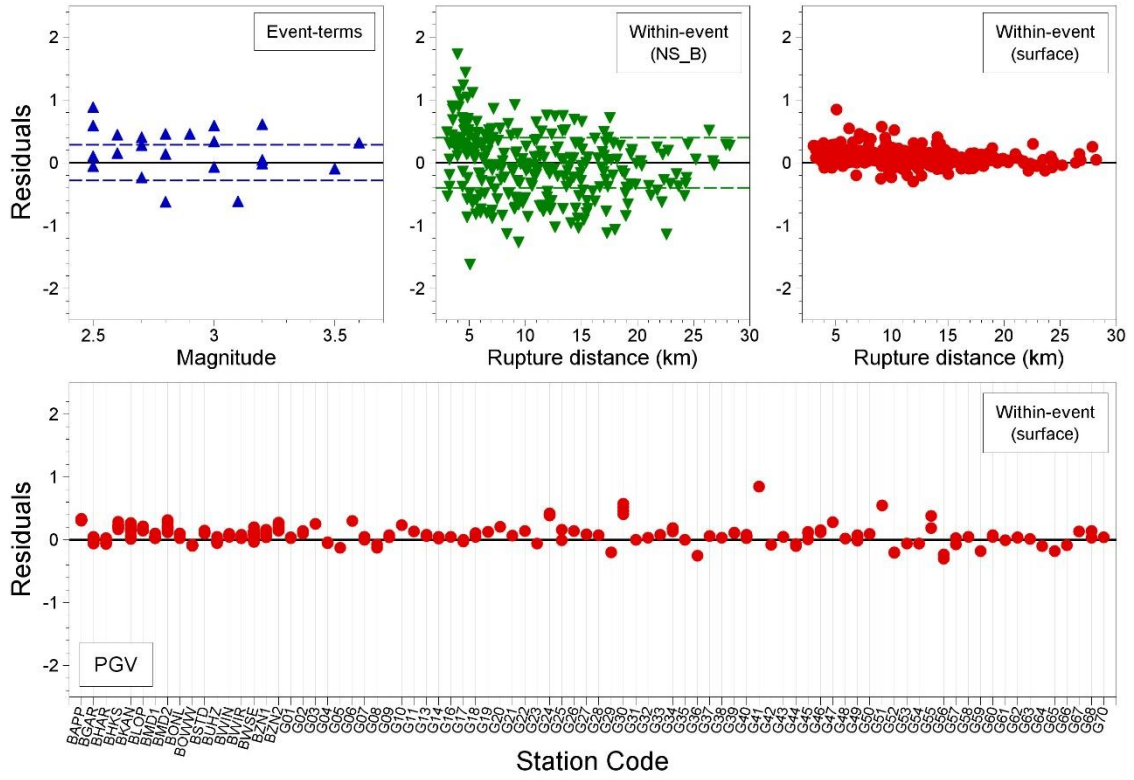 Event-terms
Within-event
(NS_B)
Within-event
(surface)
2
1
0
-1
-2
Residuals
2.5 3 3.5
5 10 15 20 25 30
5 10 15 20 25 30
Magnitude
Rupture distance (km)
Rupture distance (km)
Within-event
(surface)
2
1
0
-1
-2
Residuals
PGV
BAPP BGAR BHAR BHKS BKAN BLOP BMD1 BMD2 BONL BOWW BSTD BUHZ BWIN BWIR BWSE BZN1 BZN2 G01 G02 G03 G04 G05 G06 G07 G08 G09 G10 G11 G13 G14 G16 G17 G18 G19 G20 G21 G22 G23 G24 G25 G26 G27 G28 G29 G30 G31 G32 G33 G34 G35 G36 G37 G38 G39 G40 G41 G42 G43 G44 G45 G46 G47 G48 G49 G50 G51 G52 G53 G54 G55 G56 G57 G58 G59 G60 G61 G62 G63 G64 G65 G66 G67 G68 G70
Station Code